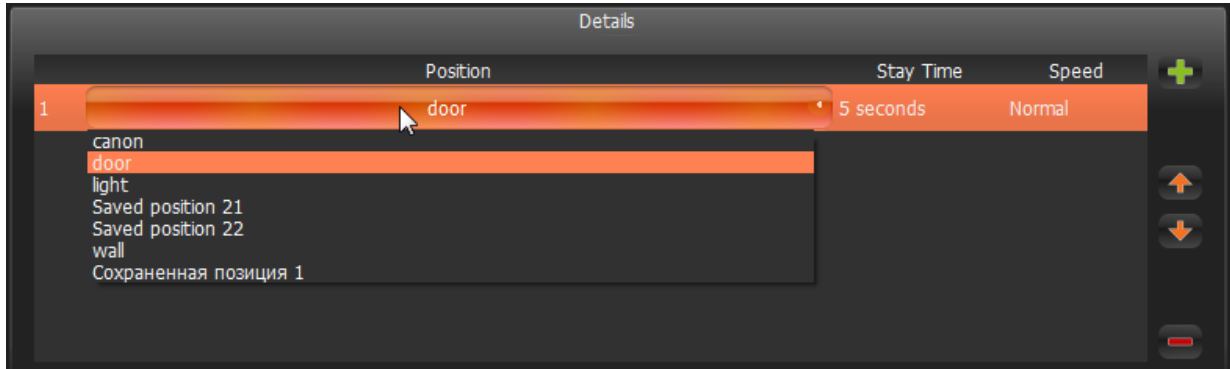 Details
Position Stay Time Speed
1 door 5 seconds Normal
canon
door
light
Saved position 21
Saved position 22
wall
Сохраненная позиция 1